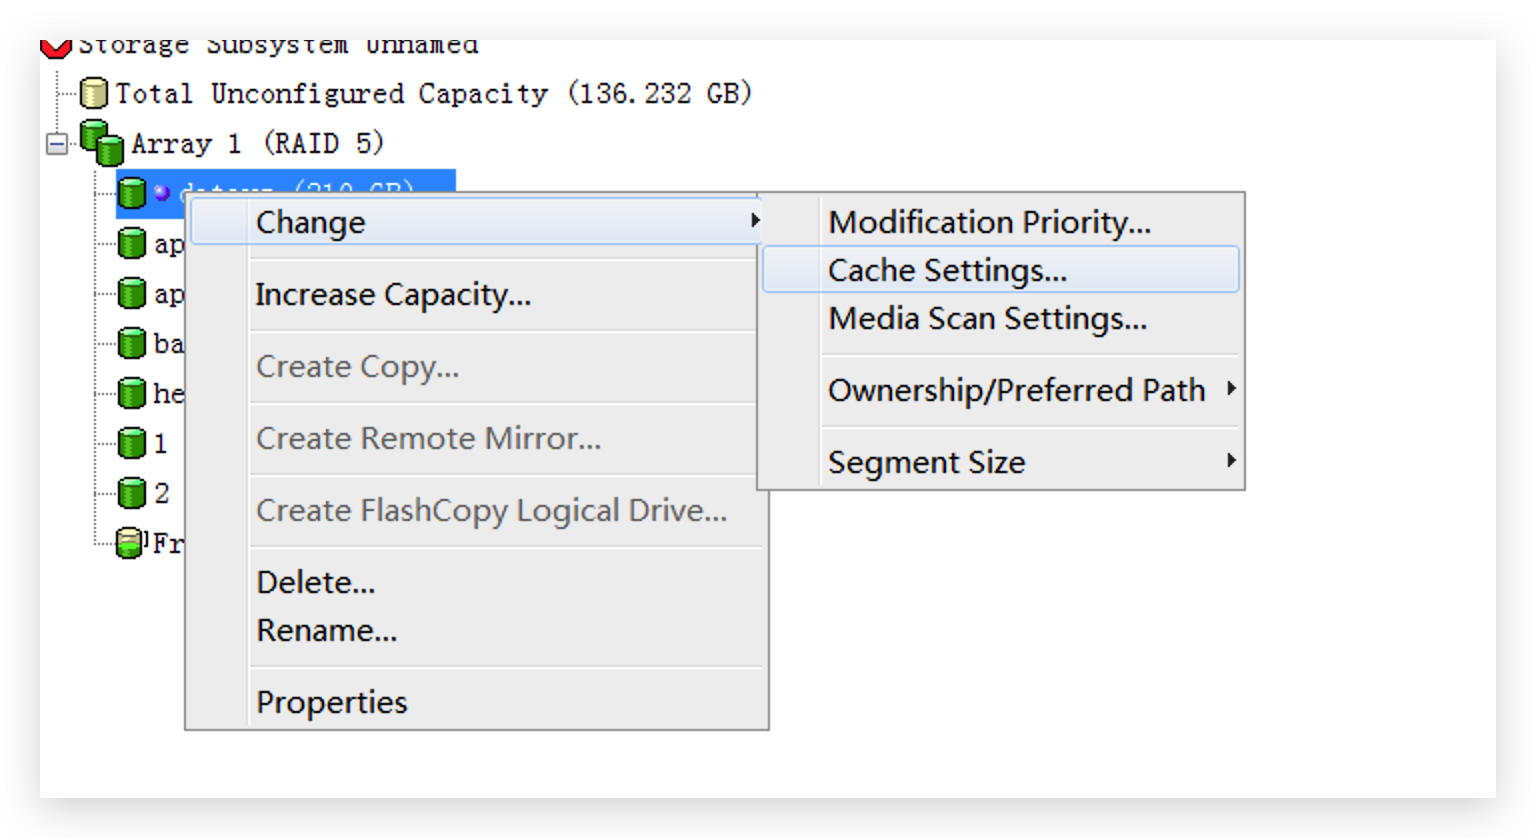 Storage Subsystem Unnamed
Total Unconfigured Capacity (136.232 GB)
Array 1 (RAID 5)
(210 GB)
ap
ap
ba
he
1
2
Fr
Change
Increase Capacity...
Create Copy...
Create Remote Mirror...
Create FlashCopy Logical Drive...
Delete...
Rename...
Properties
Modification Priority...
Cache Settings...
Media Scan Settings...
Ownership/Preferred Path
Segment Size